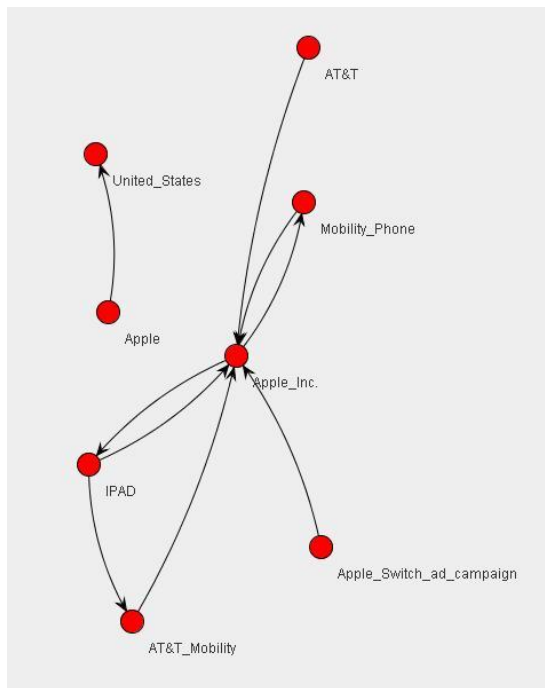 AT&T
United_States
Mobility_Phone
Apple
Apple_Inc.
IPAD
Apple_Switch_ad_campaign
AT&T_Mobility